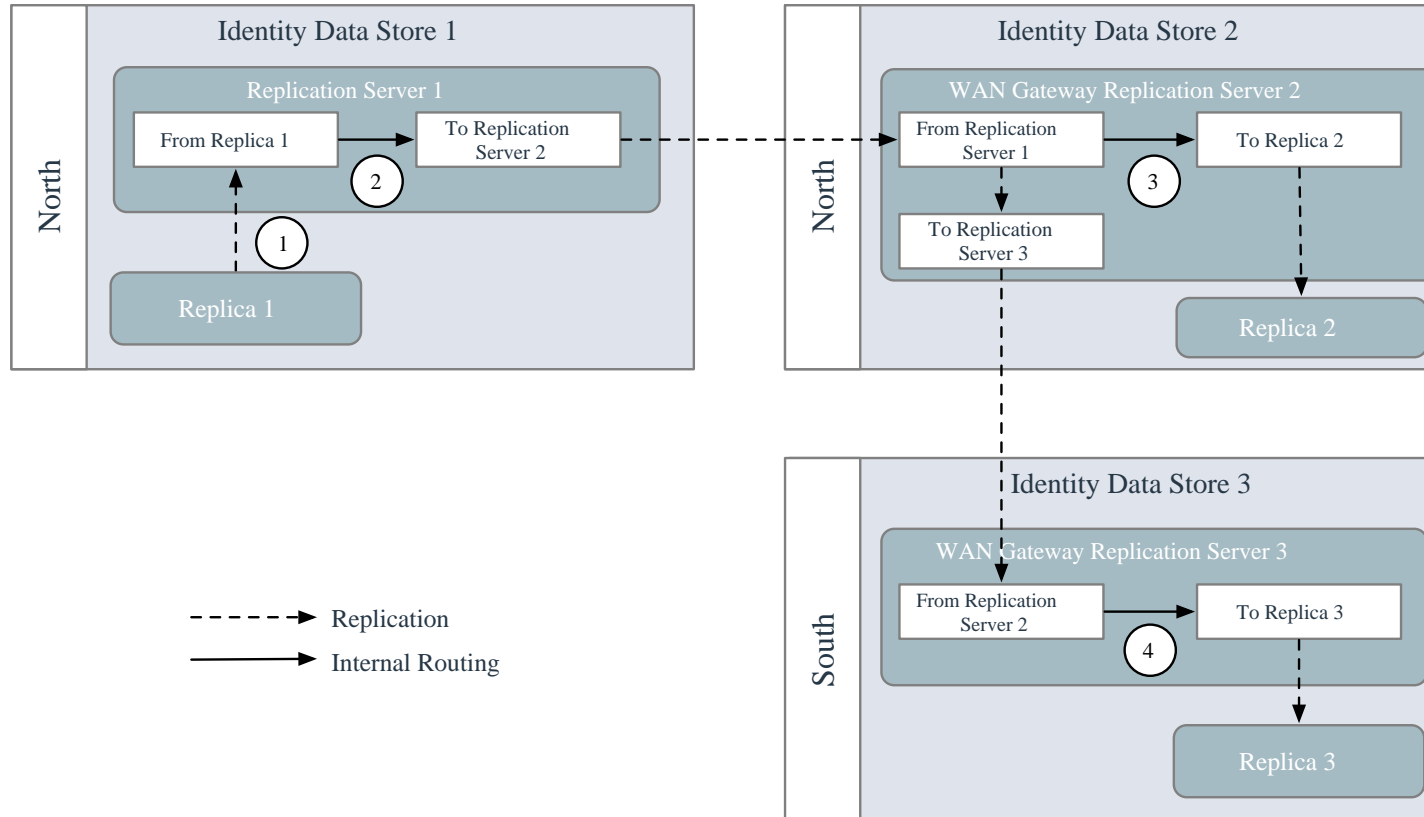 Identity Data Store 1
North
Replication Server 1
From Replica 1
To Replication
Server 2
2
1
Replica 1
Identity Data Store 2
North
WAN Gateway Replication Server 2
From Replication
Server 1
To Replica 2
3
To Replication
Server 3
Replica 2
Identity Data Store 3
South
WAN Gateway Replication Server 3
From Replication
Server 2
To Replica 3
4
Replica 3
Replication
Internal Routing